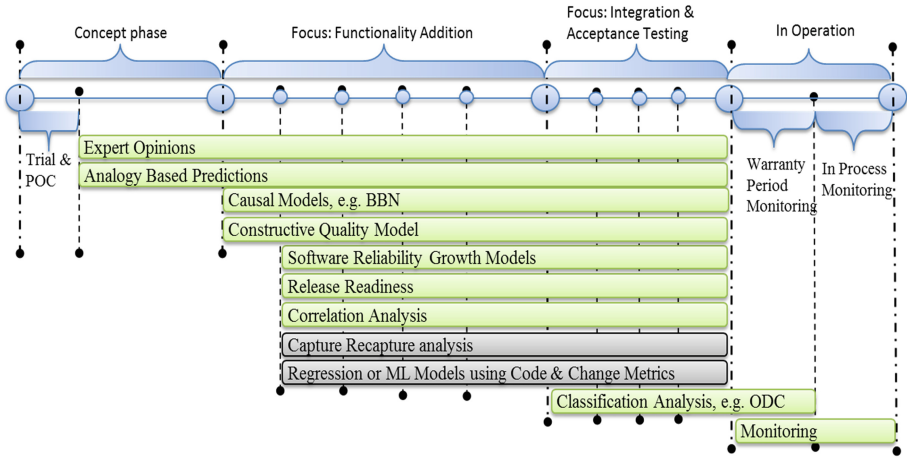 Concept phase
Focus: Functionality Addition
Focus: Integration &
Acceptance Testing
In Operation
Trial &
POC
Warranty
Period
Monitoring
In Process
Monitoring
Expert Opinions
Analogy Based Predictions
Causal Models, e.g. BBN
Constructive Quality Model
Software Reliability Growth Models
Release Readiness
Correlation Analysis
Capture Recapture analysis
Regression or ML Models using Code & Change Metrics
Classification Analysis, e.g. ODC
Monitoring